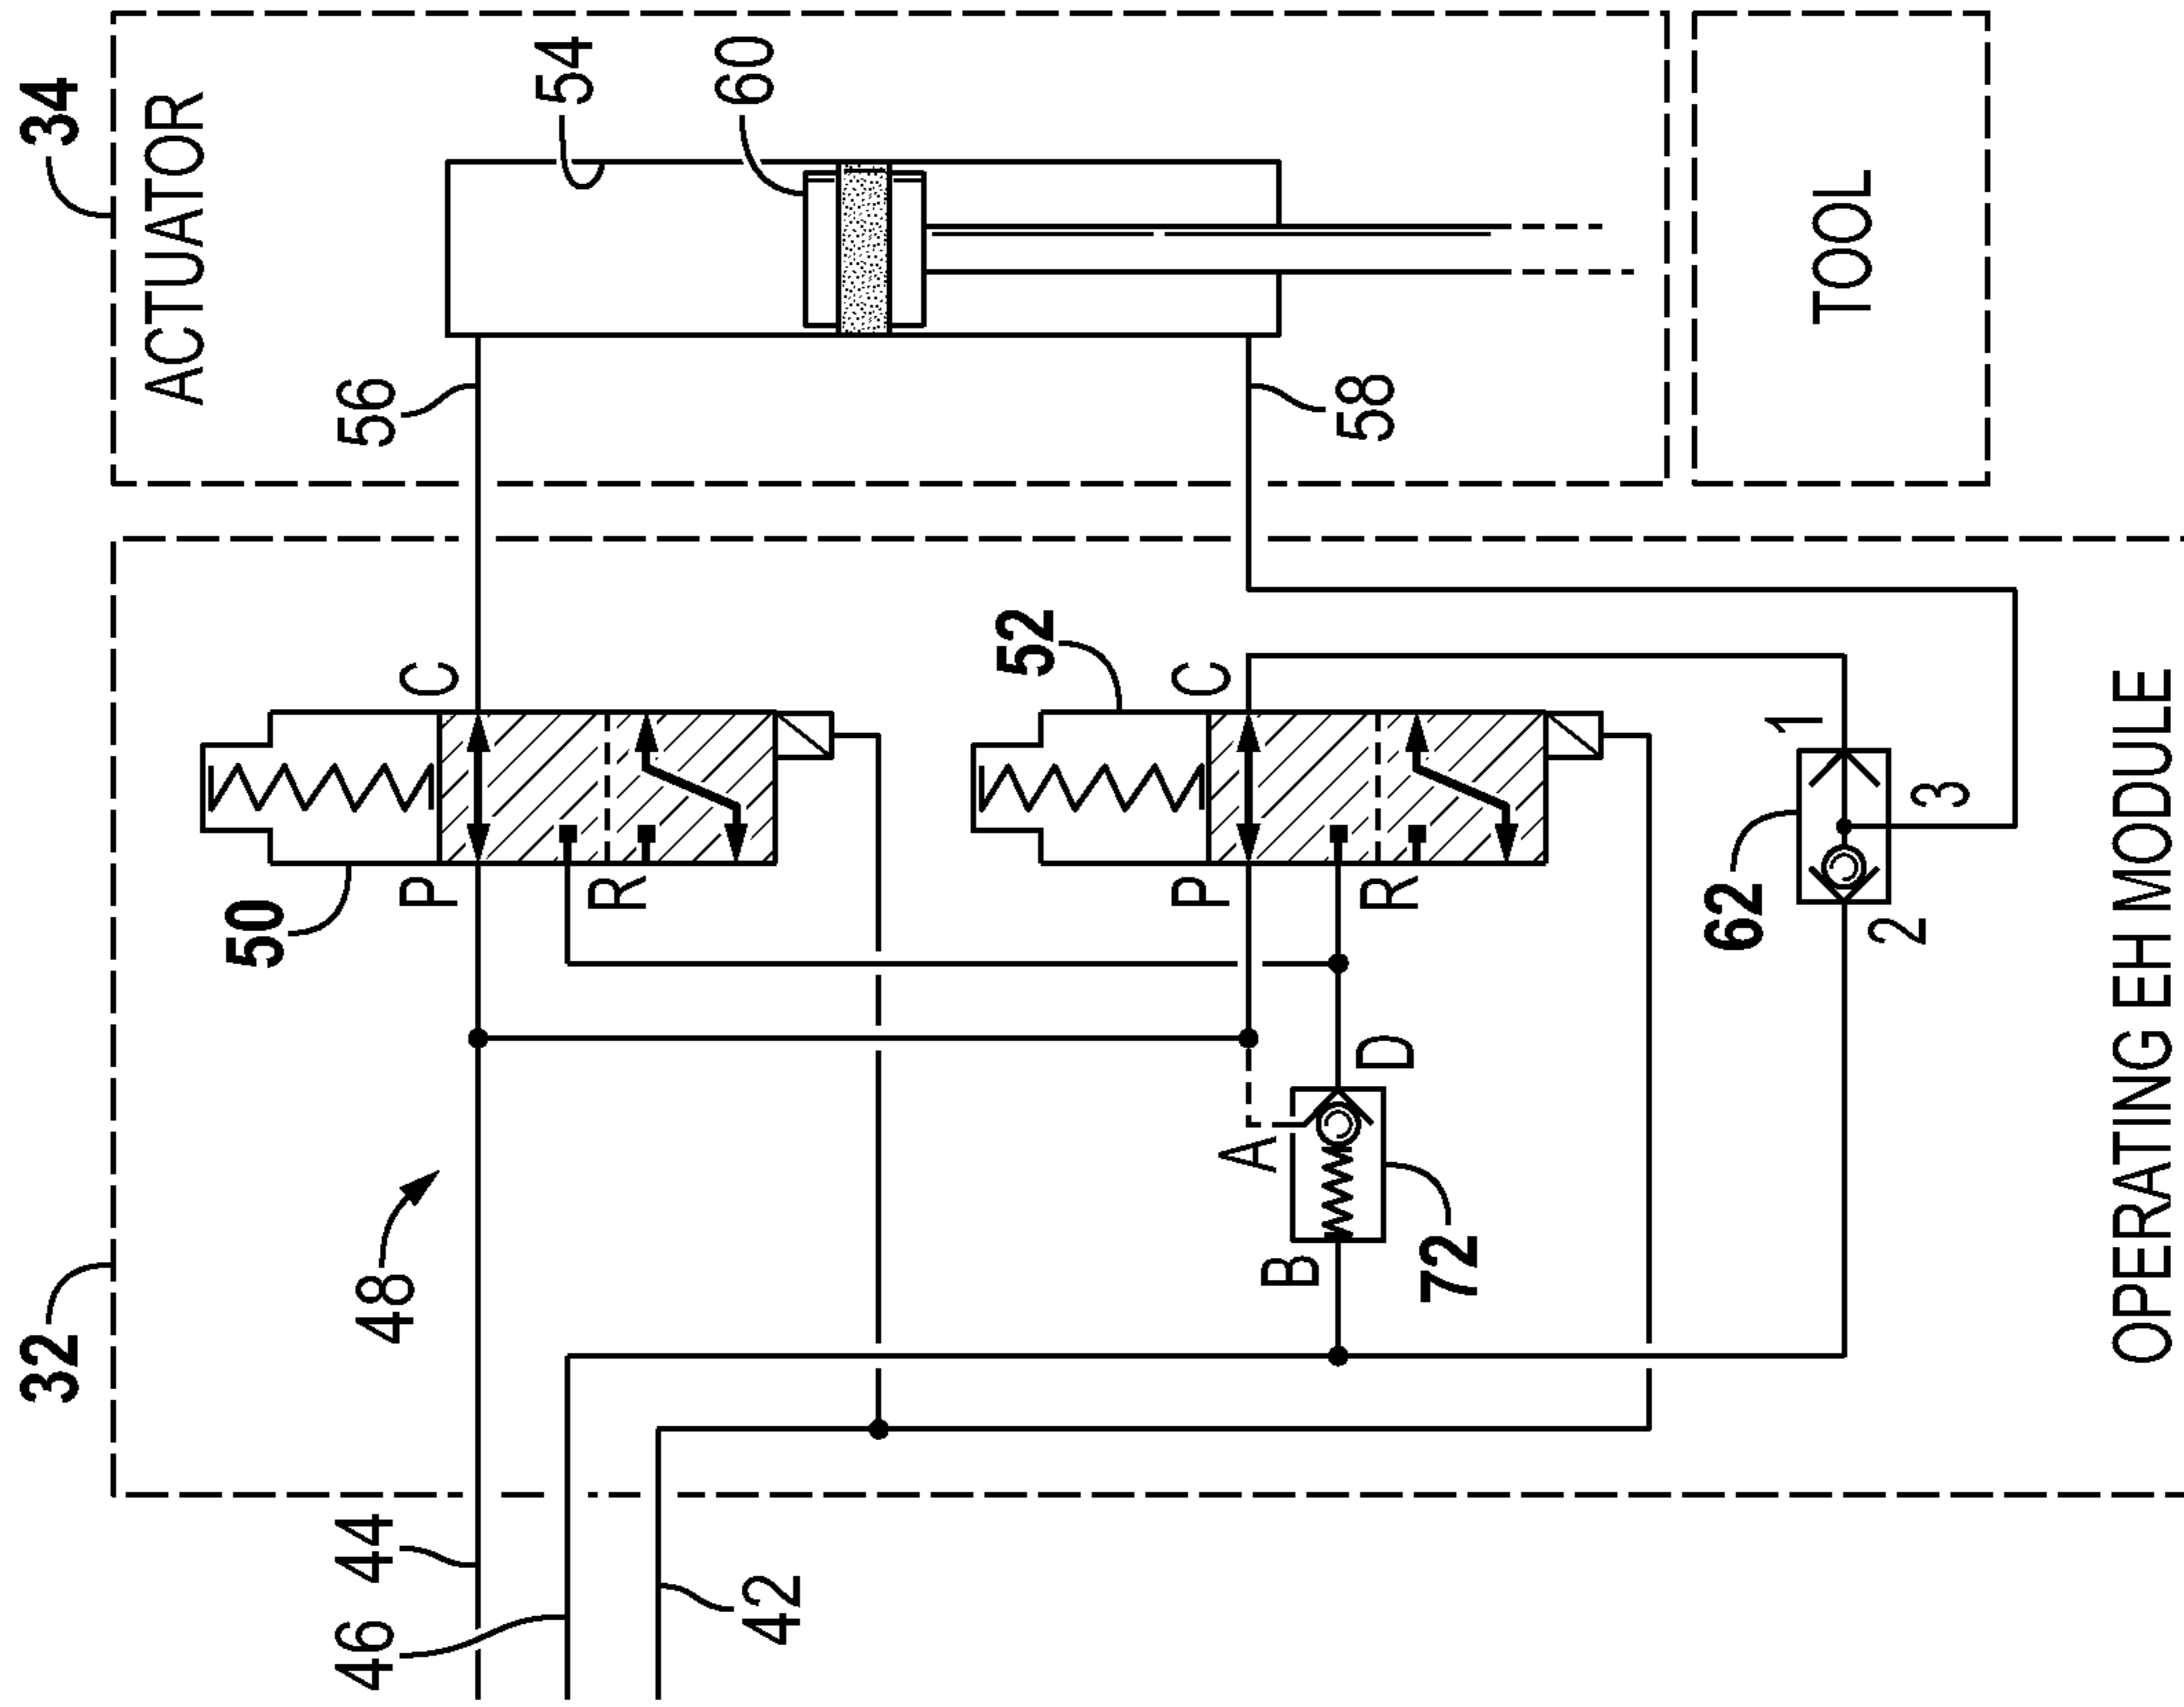 32
34
ACTUATOR
54
60
56
58
TOOL
48
50
P
C
R
52
P
C
R
A
B
D
72
62
1
2
3
46
44
42
OPERATING EH MODULE